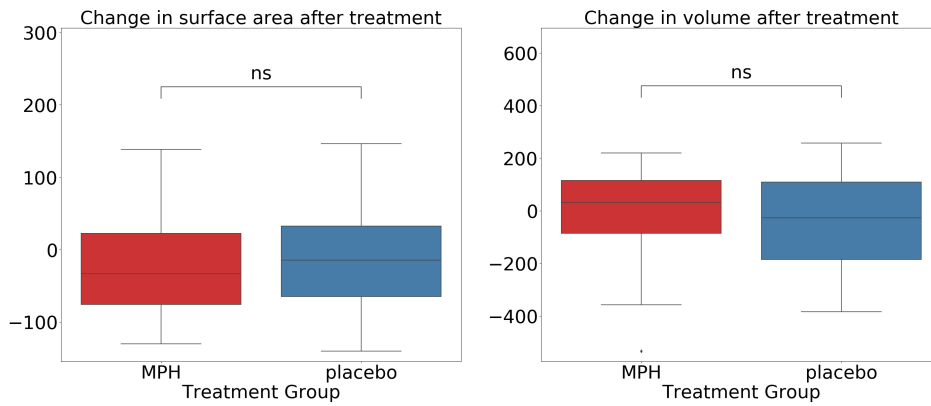 Change in surface area after treatment
300
200
100
0
−100
ns
MPH
placebo
Treatment Group
Change in volume after treatment
600
400
200
0
−200
−400
ns
MPH
placebo
Treatment Group